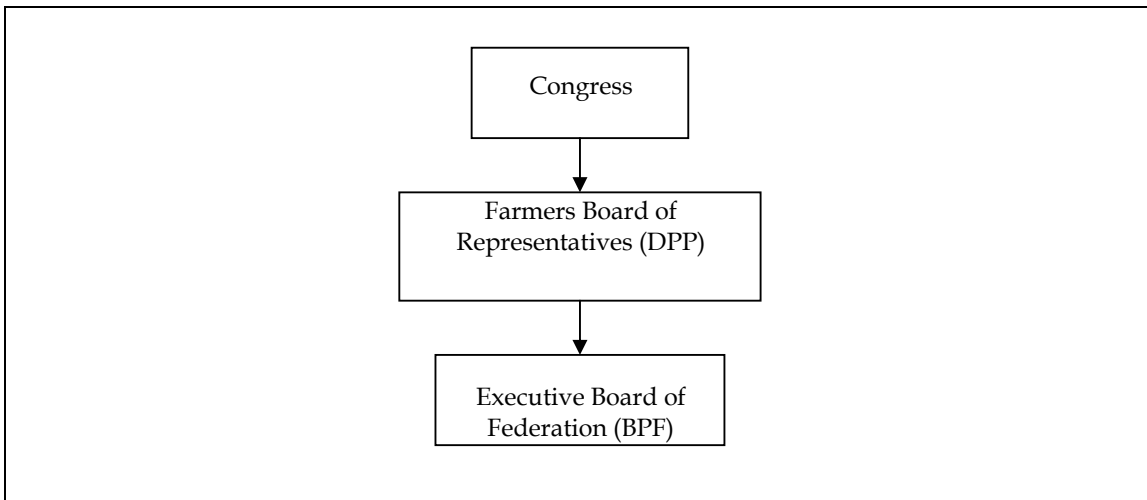 Congress
Farmers Board of
Representatives (DPP)
Executive Board of
Federation (BPF)